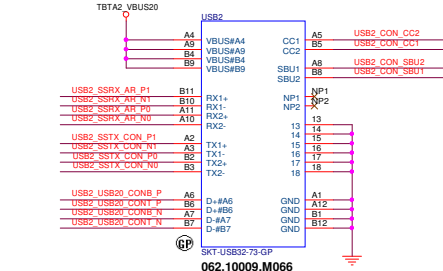 TBTA2_VBUS20
USB2
A4 VBUS#A4 CC1 A5 USB2_CON_CC2
A9 VBUS#A9 CC2 B5 USB2_CON_CC1
B4 VBUS#B4
B9 VBUS#B9 SBU1 A8 USB2_CON_SBU2
SBU2 B8 USB2_CON_SBU1
USB2_SSRX_AR_P1 B11 RX1+ NP1 NP1
USB2_SSRX_AR_N1 B10 RX1- NP2 NP2
USB2_SSRX_AR_P0 A11 RX2+
USB2_SSRX_AR_N0 A10 RX2- 13 13
14 14
USB2_SSTX_CON_P1 A2 TX1+ 15 15
USB2_SSTX_CON_N1 A3 TX1- 16 16
USB2_SSTX_CON_P0 B2 TX2+ 17 17
USB2_SSTX_CON_N0 B3 TX2- 18 18
USB2_USB20_CONB_P A6 D+#A6 GND A1
USB2_USB20_CONT_P B6 D+#B6 GND A12
USB2_USB20_CONB_N A7 D-#A7 GND B1
USB2_USB20_CONT_N B7 D-#B7 GND B12
GP
SKT-USB32-73-GP
062.10009.M066